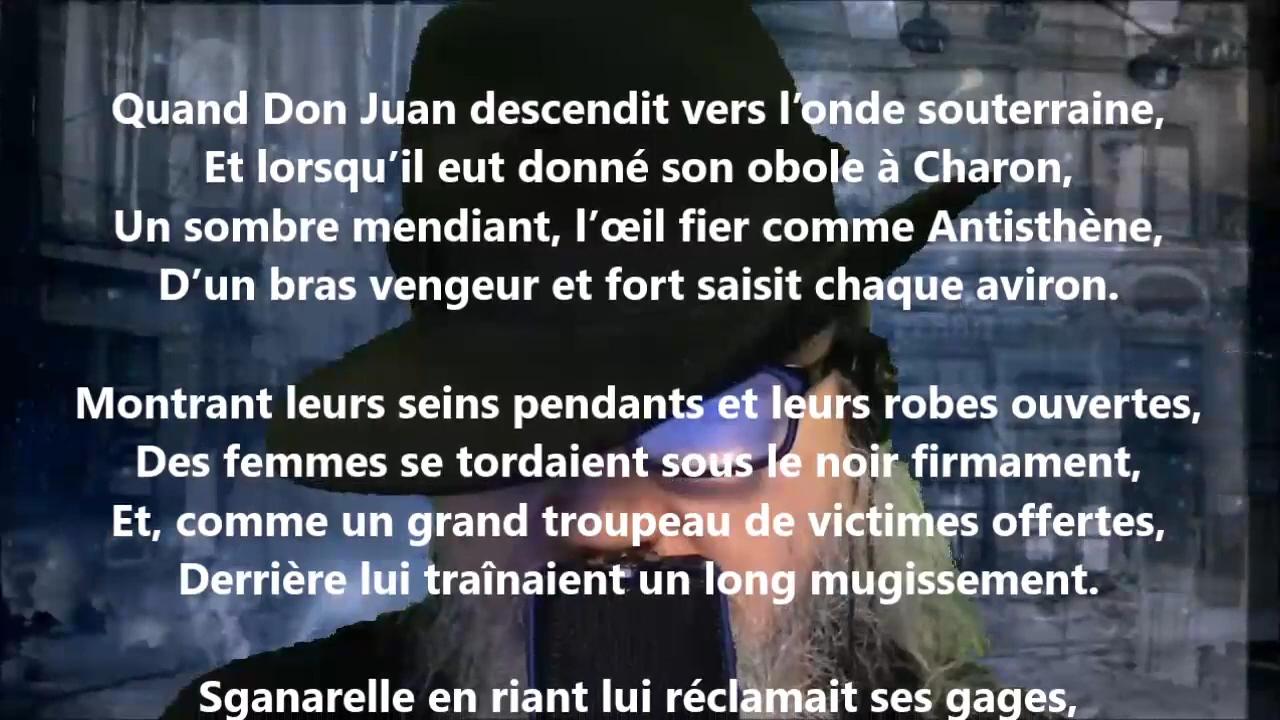 Quand Don Juan descendit vers l’onde souterraine,
Et lorsqu’il eut donné son obole à Charon,
Un sombre mendiant, l’œil fier comme Antisthène,
D’un bras vengeur et fort saisit chaque aviron.
Montrant leurs seins pendants et leurs robes ouvertes,
Des femmes se tordaient sous le noir firmament,
Et, comme un grand troupeau de victimes offertes,
Derrière lui traînaient un long mugissement.
Sganarelle en riant lui réclamait ses gages,